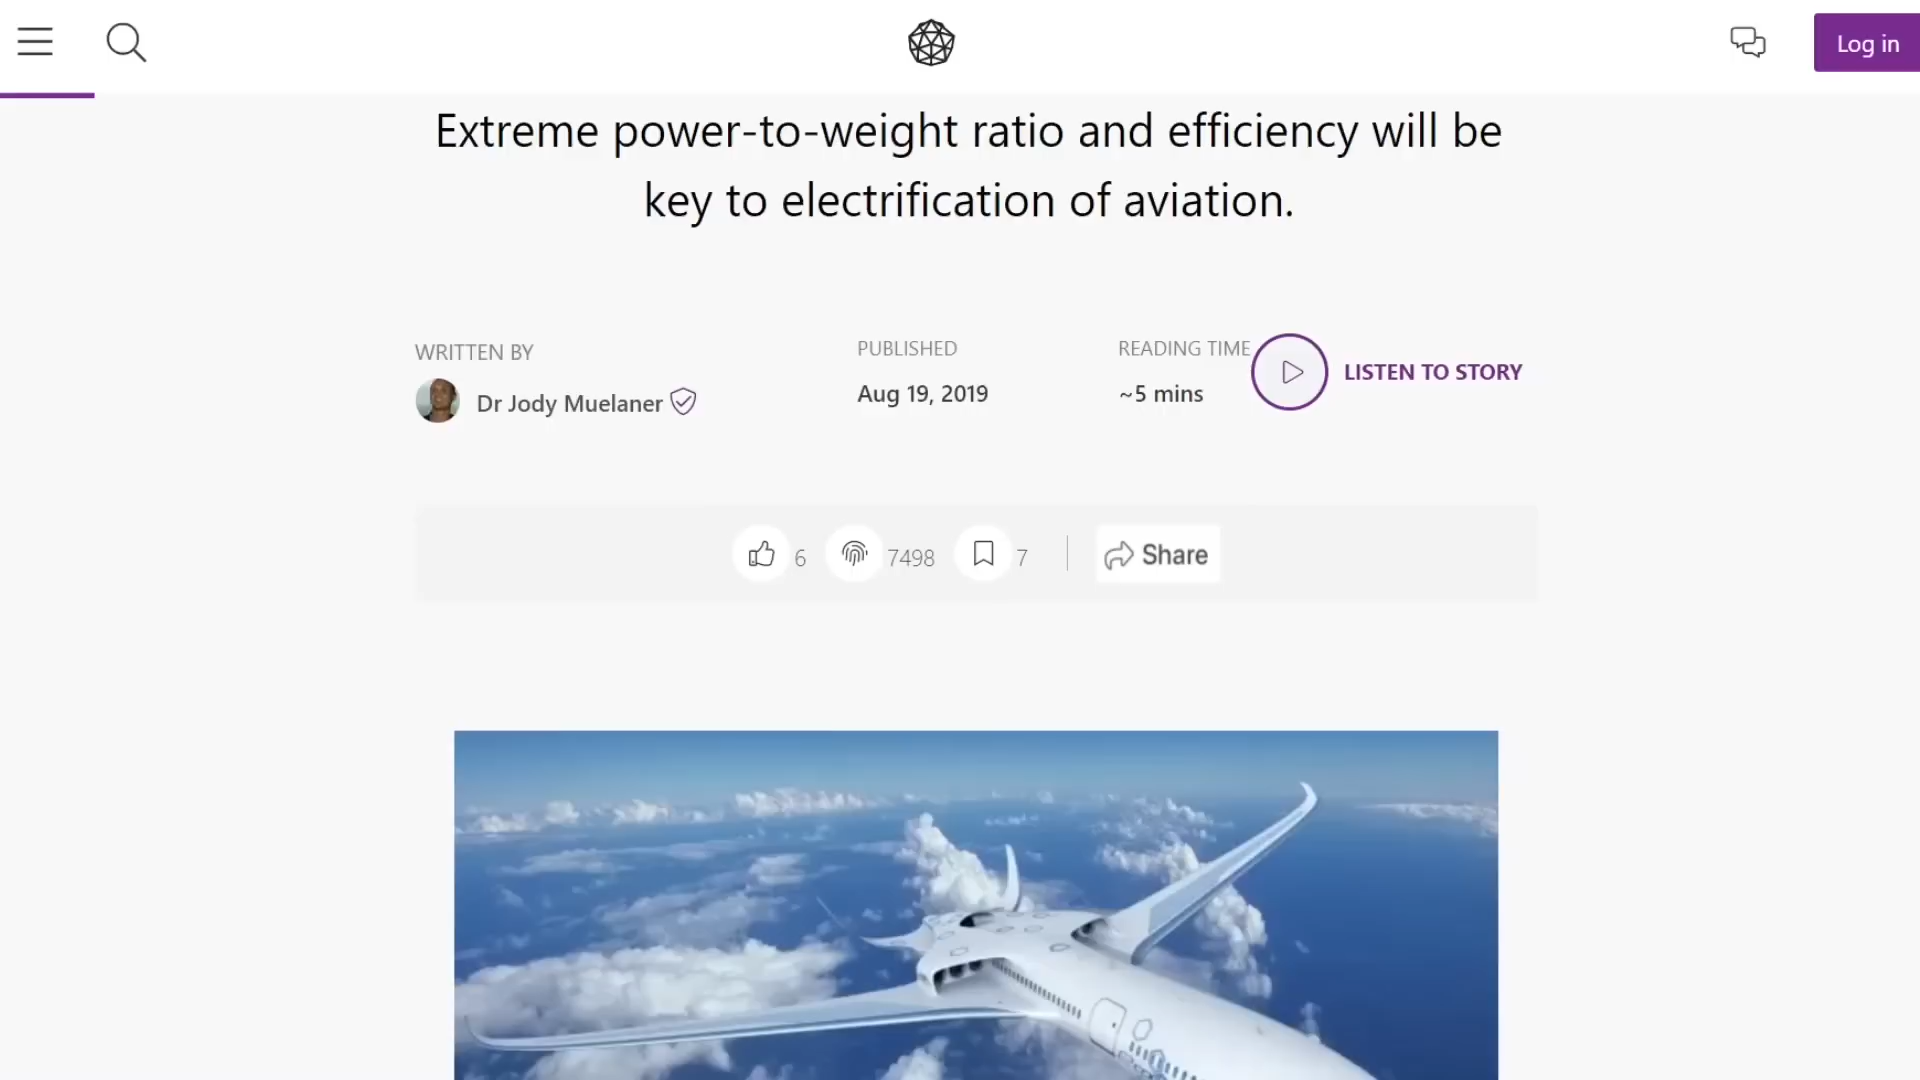 Log in
Extreme power-to-weight ratio and efficiency will be
key to electrification of aviation.
WRITTEN BY
Dr Jody Muelaner
PUBLISHED
Aug 19, 2019
READING TIME
~5 mins
LISTEN TO STORY
6
7498
7
Share